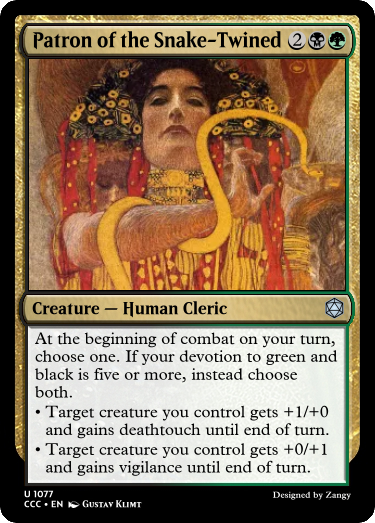 Patron of the Snake-Twined 2
Creature — Human Cleric
At the beginning of combat on your turn,
choose one. If your devotion to green and
black is five or more, instead choose
both.
• Target creature you control gets +1/+0
and gains deathtouch until end of turn.
• Target creature you control gets +0/+1
and gains vigilance until end of turn.
U 1077
CCC • EN Gustav Klimt
Designed by Zangy